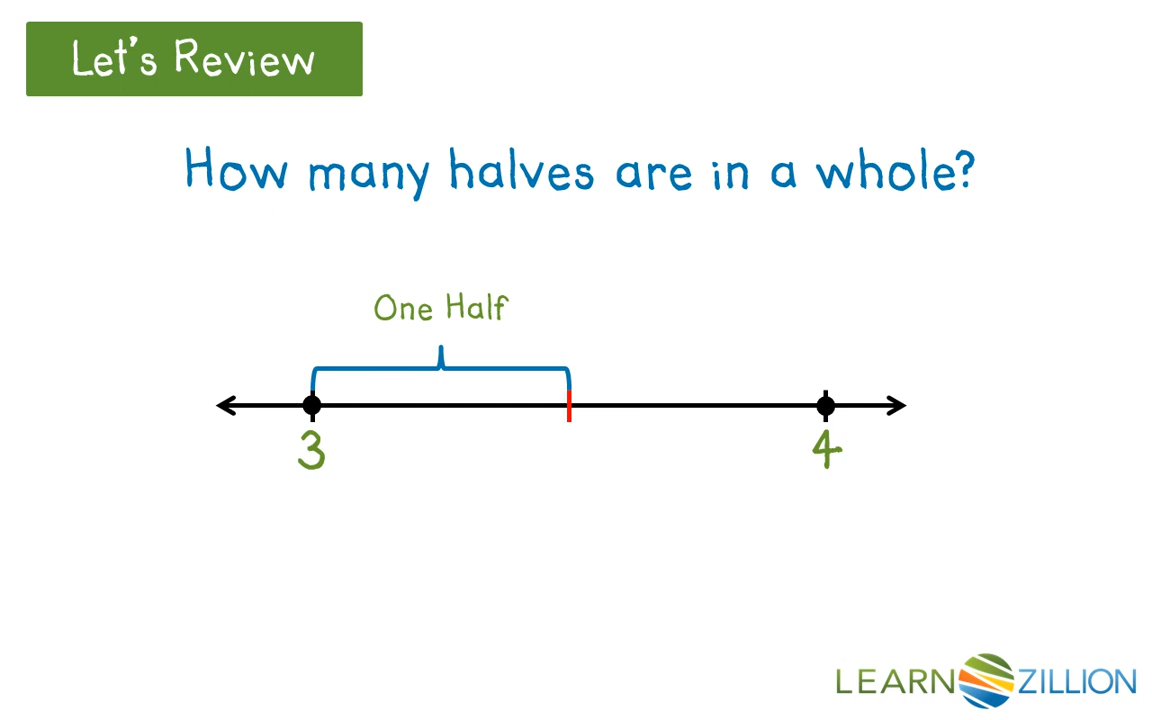 Let's Review
How many halves are in a whole?
One Half
3 4
LEARNZILLION